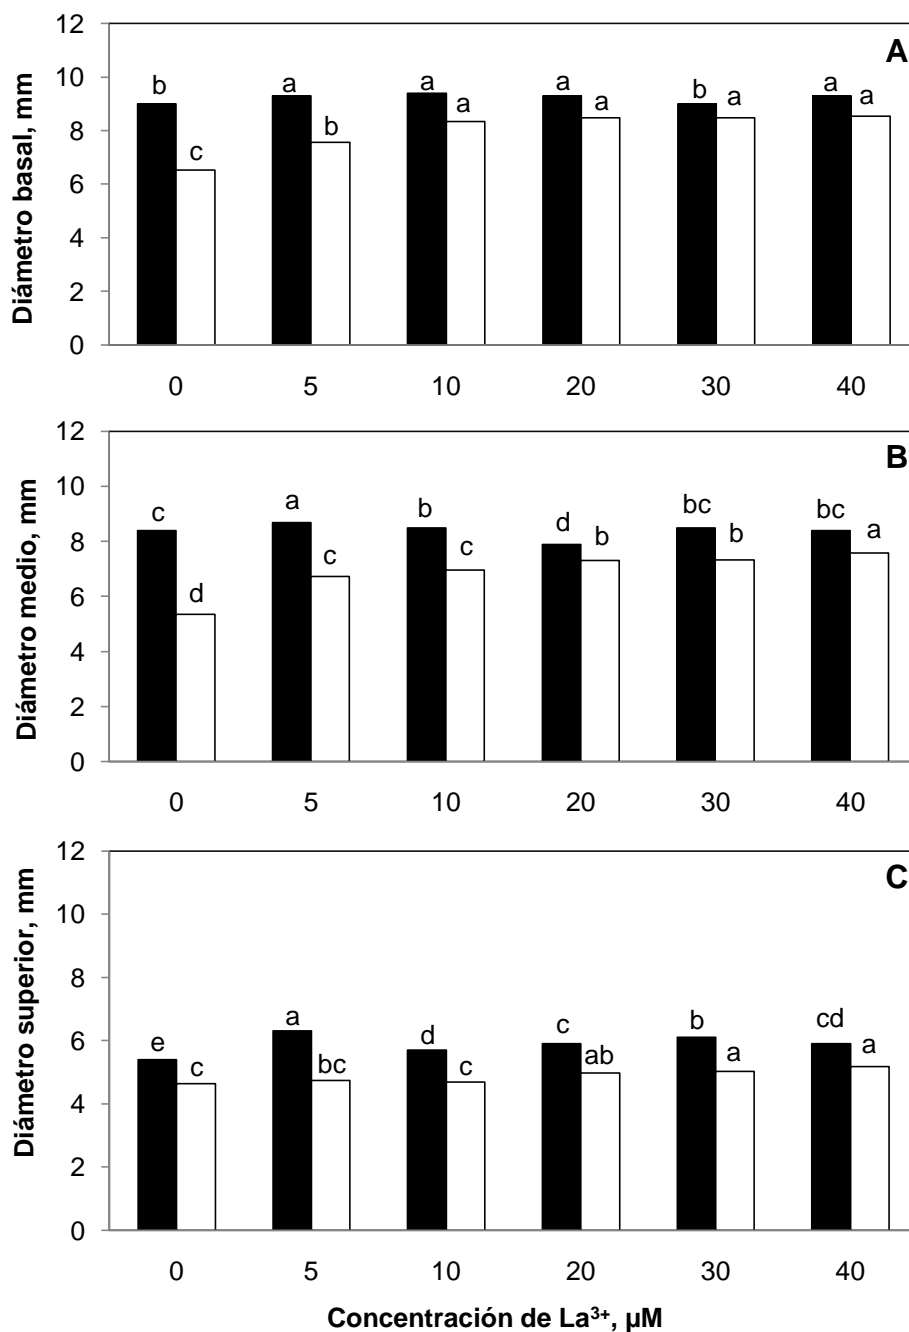 A
Diámetro basal, mm
12
10
8
6
4
2
0
b
c
a
b
a
a
a
a
b
a
a
a
0 5 10 20 30 40
B
Diámetro medio, mm
12
10
8
6
4
2
0
c
d
a
c
b
c
d
b
bc
b
bc
a
0 5 10 20 30 40
C
Diámetro superior, mm
12
10
8
6
4
2
0
e
c
a
bc
d
c
c
ab
b
a
cd
a
0 5 10 20 30 40
Concentración de La³⁺, µM